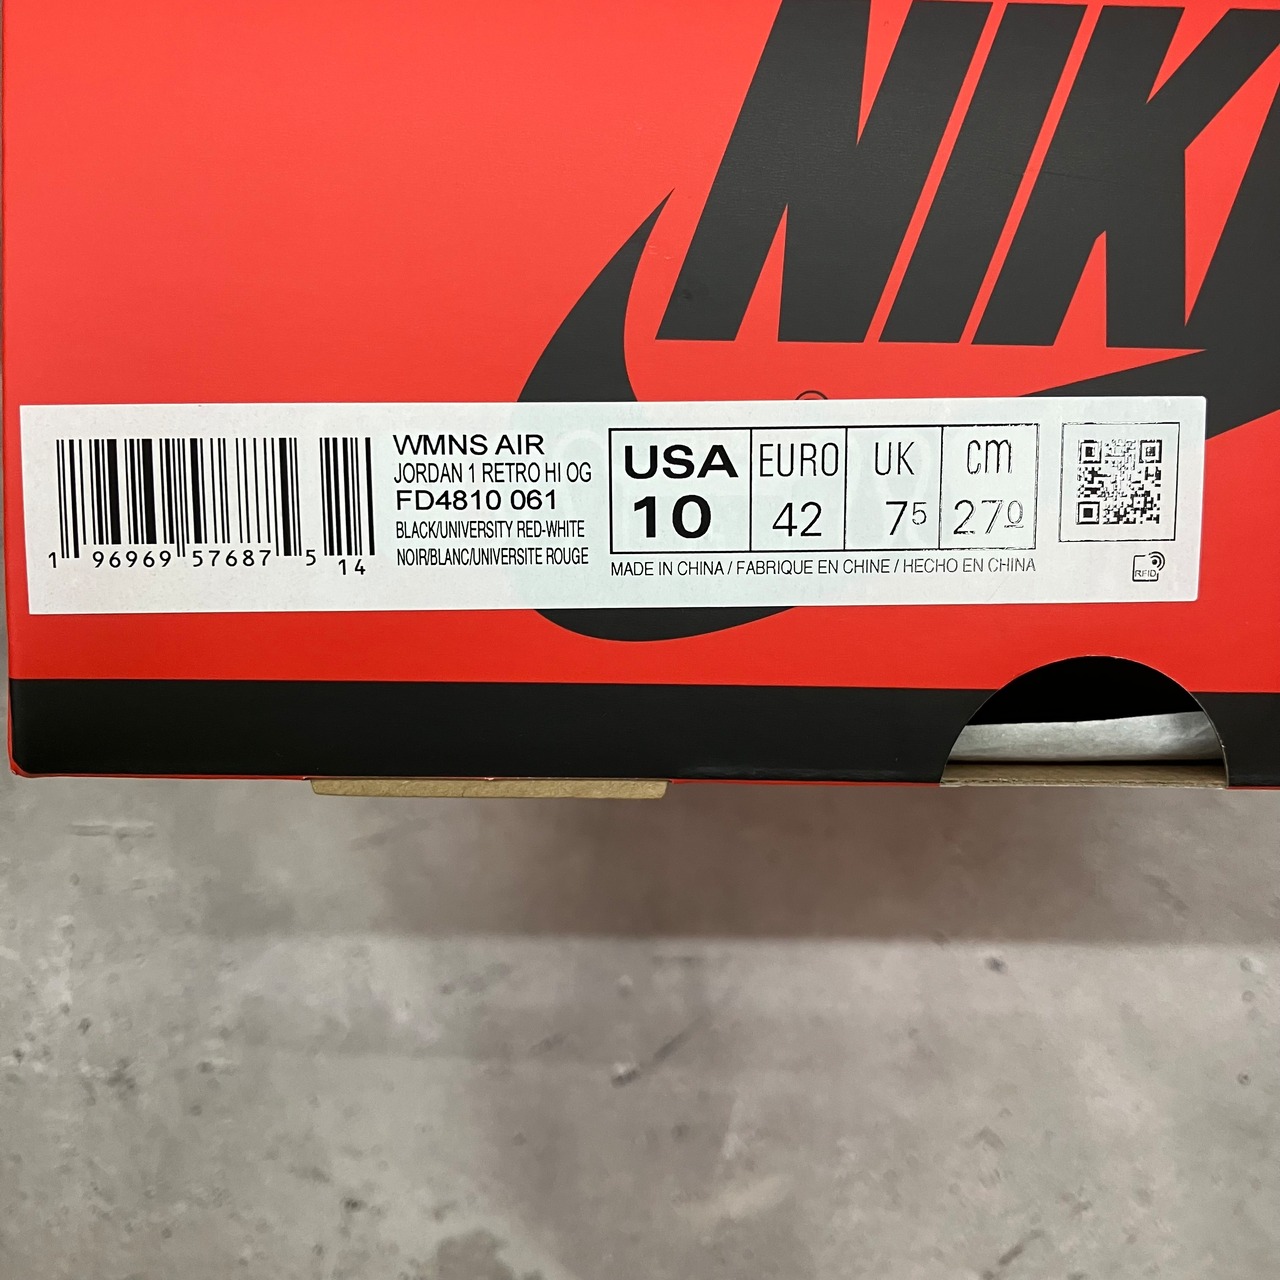 NIKE
WMNS AIR
JORDAN 1 RETRO HI OG
FD4810 061
BLACK/UNIVERSITY RED-WHITE
NOIR/BLANC/UNIVERSITE ROUGE
1 96969 57687 5 14
USA EURO UK cm
10 42 7 5 27 0
MADE IN CHINA / FABRIQUE EN CHINE / HECHO EN CHINA
RFID